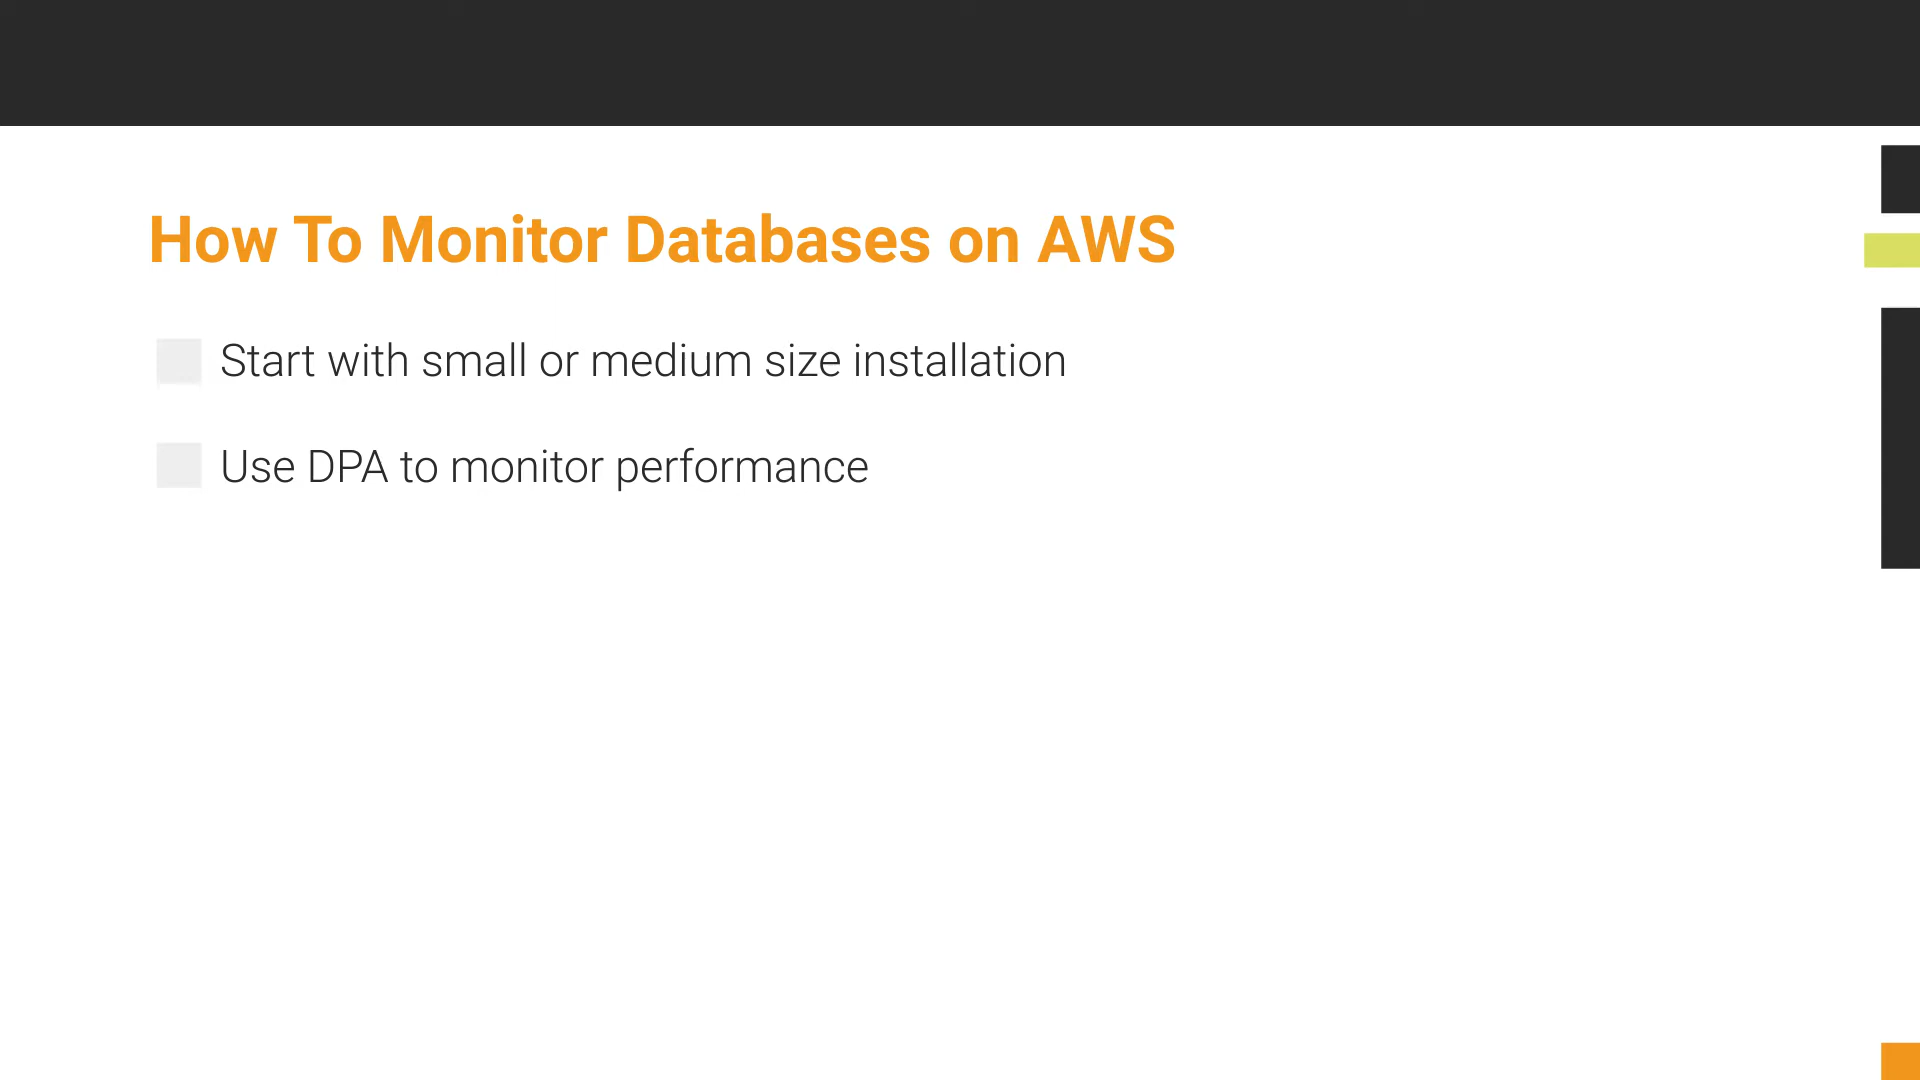 How To Monitor Databases on AWS
Start with small or medium size installation
Use DPA to monitor performance